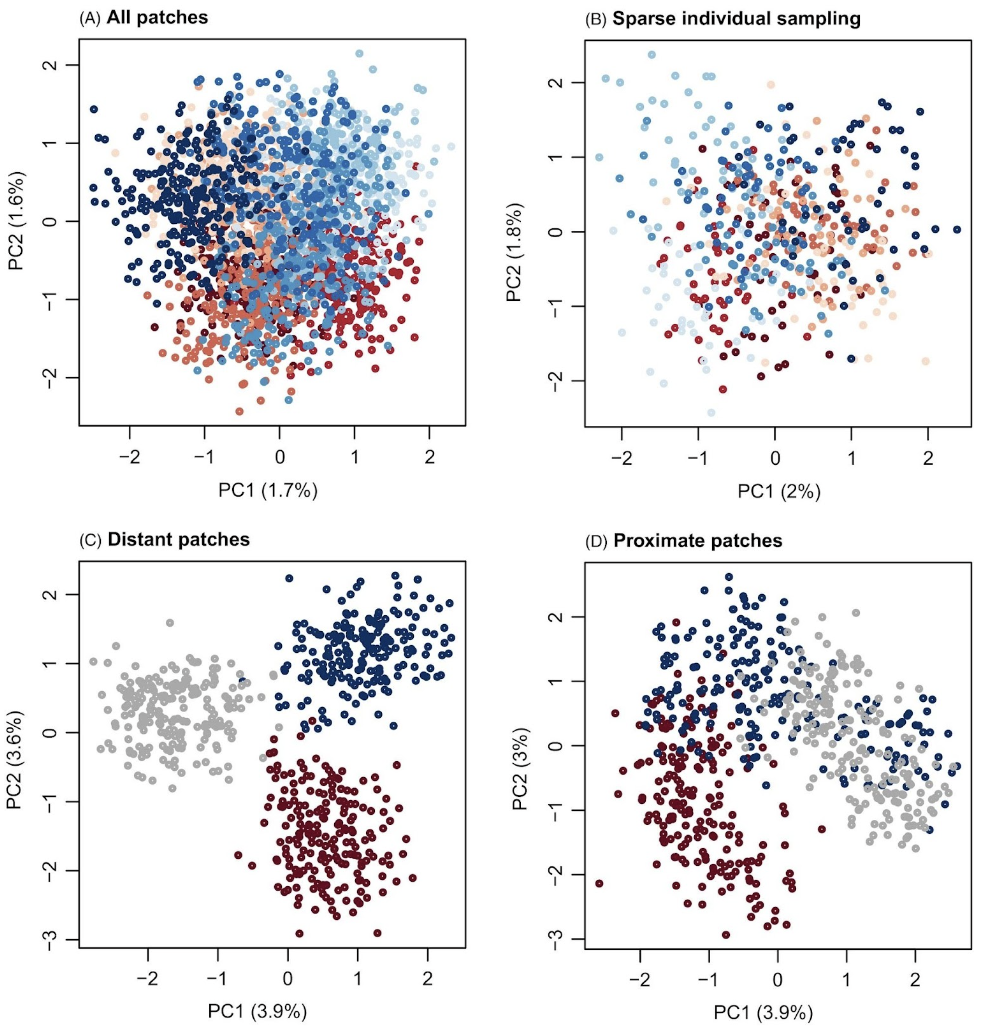 (A) All patches
2
1
0
−1
−2
PC2 (1.6%)
−2 −1 0 1 2
PC1 (1.7%)
(B) Sparse individual sampling
2
1
0
−1
−2
PC2 (1.8%)
−2 −1 0 1 2
PC1 (2%)
(C) Distant patches
2
1
0
−1
−2
−3
PC2 (3.6%)
−2 −1 0 1 2
PC1 (3.9%)
(D) Proximate patches
2
1
0
−1
−2
−3
PC2 (3%)
−2 −1 0 1 2
PC1 (3.9%)